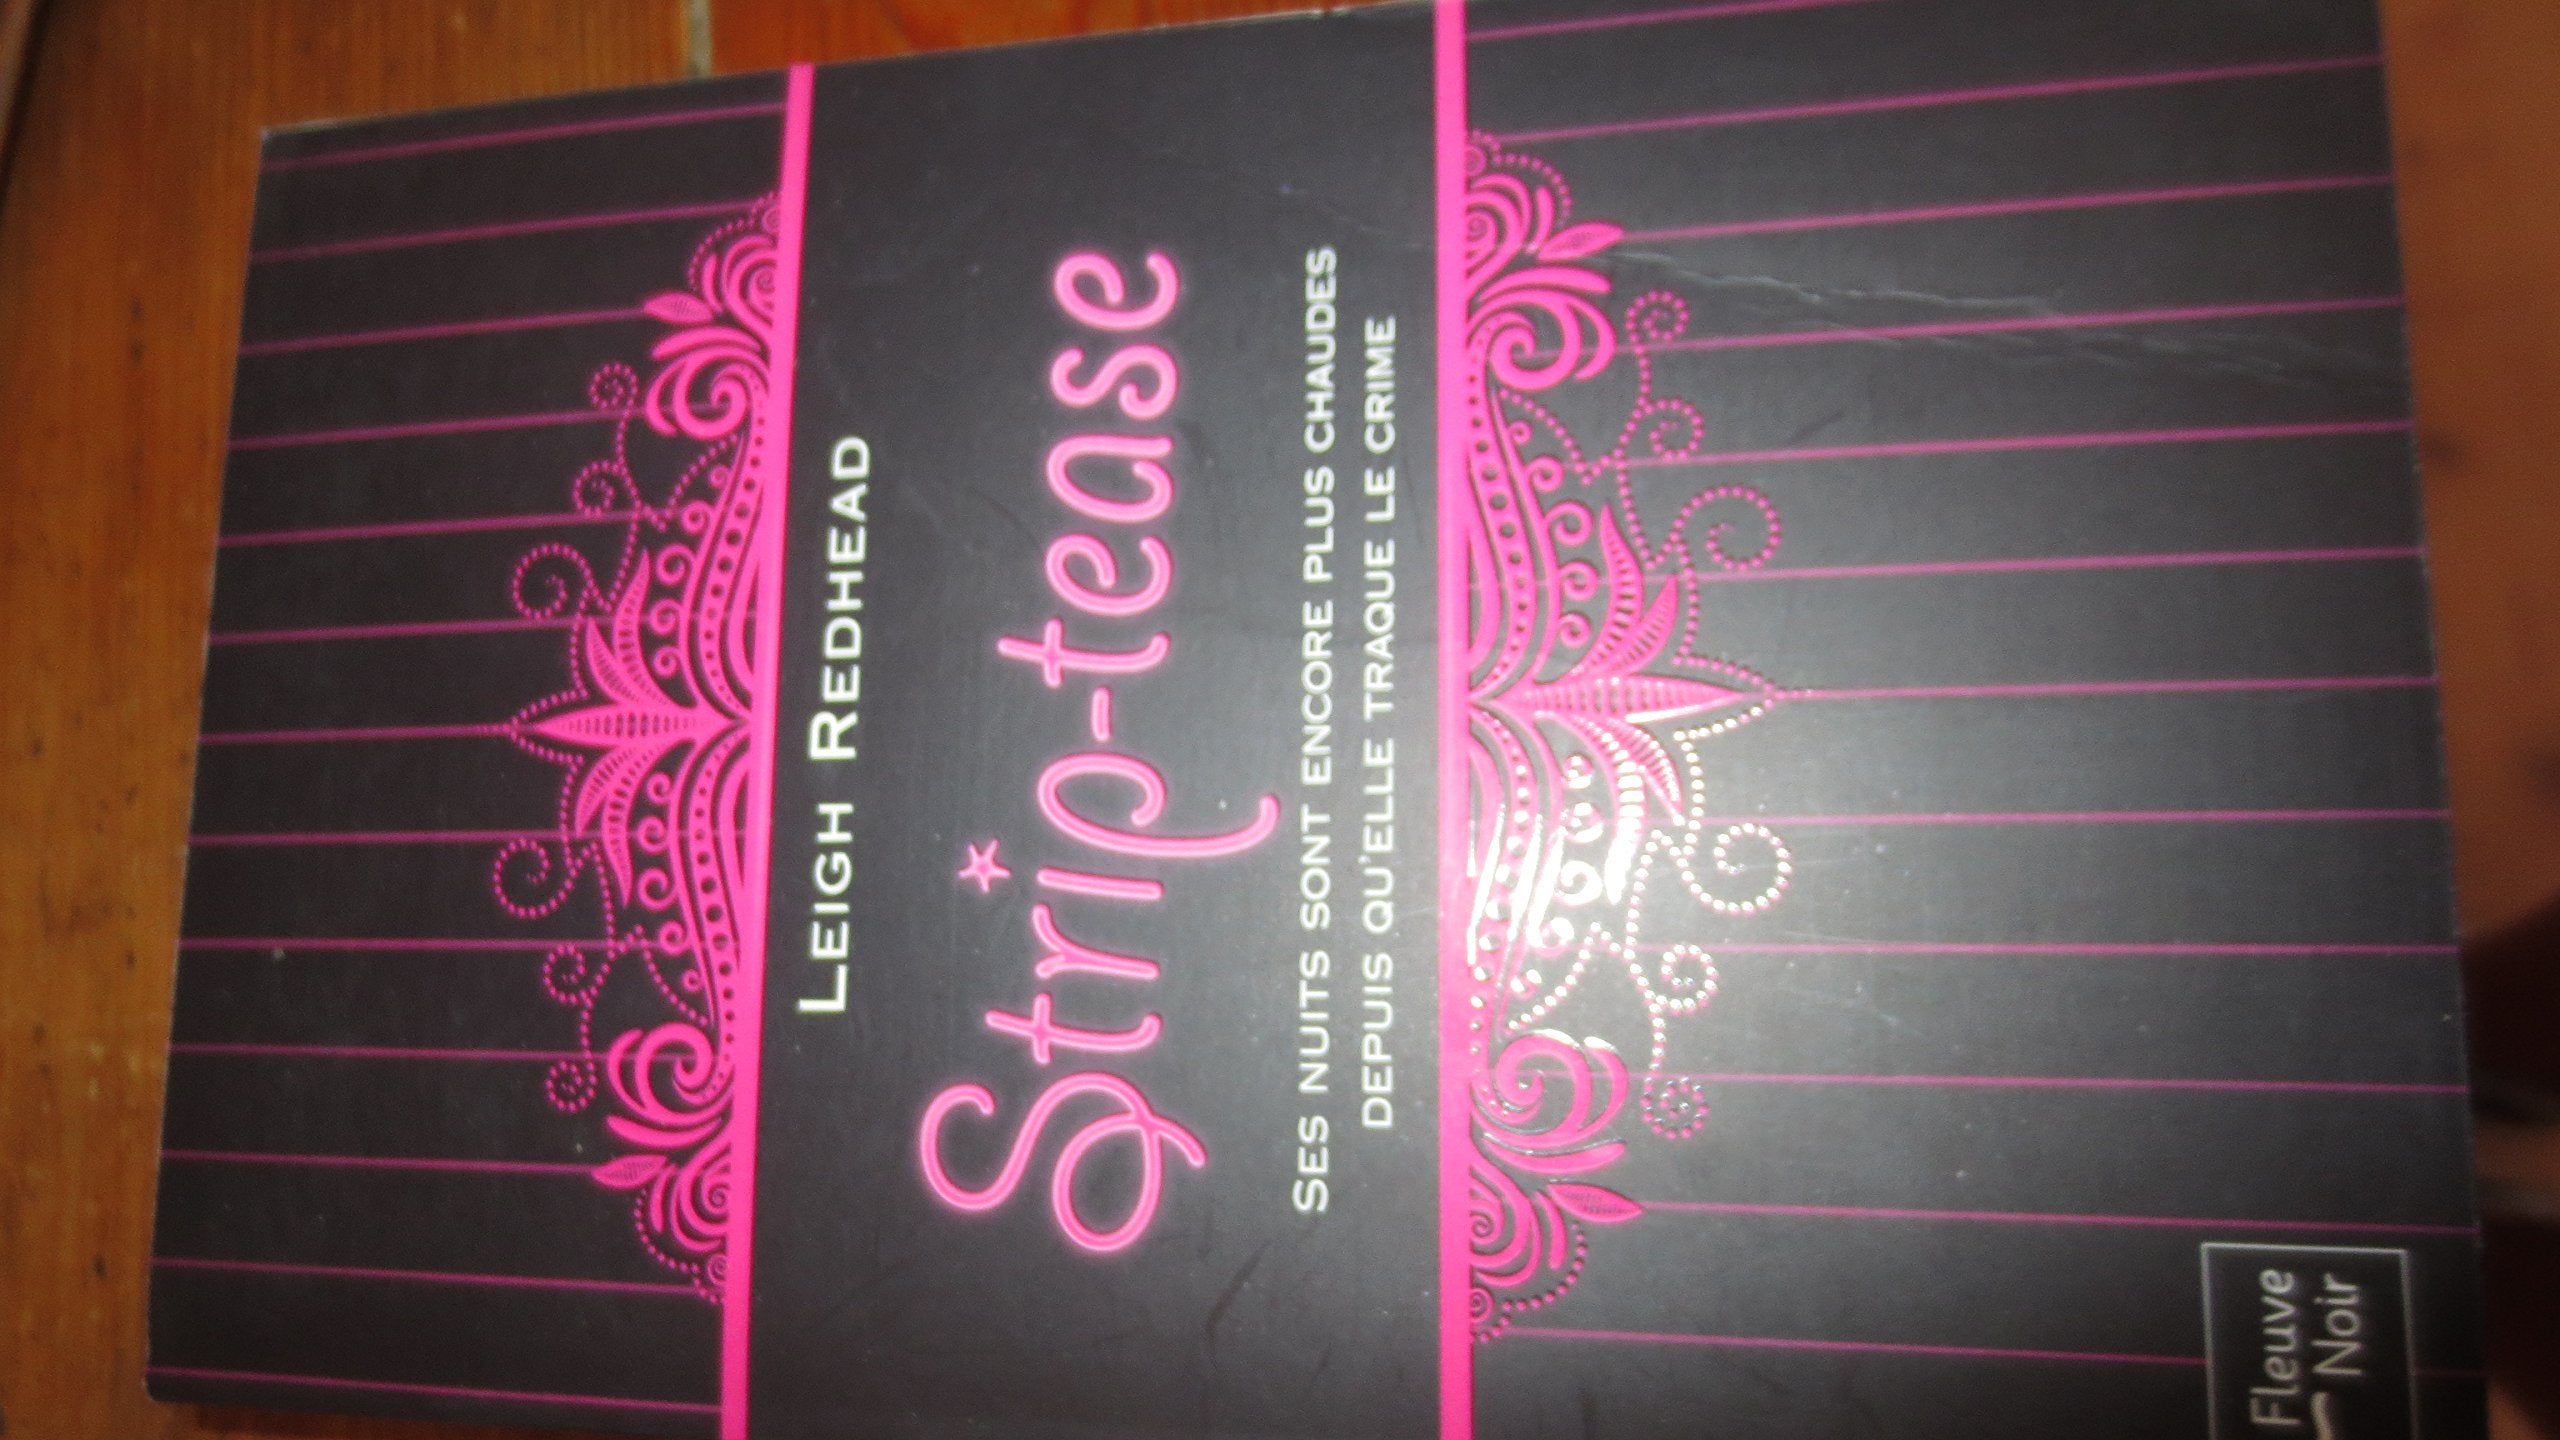 LEIGH REDHEAD
Strip-tease
SES NUITS SONT ENCORE PLUS CHAUDES
DEPUIS QU'ELLE TRAQUE LE CRIME
Fleuve
Noir